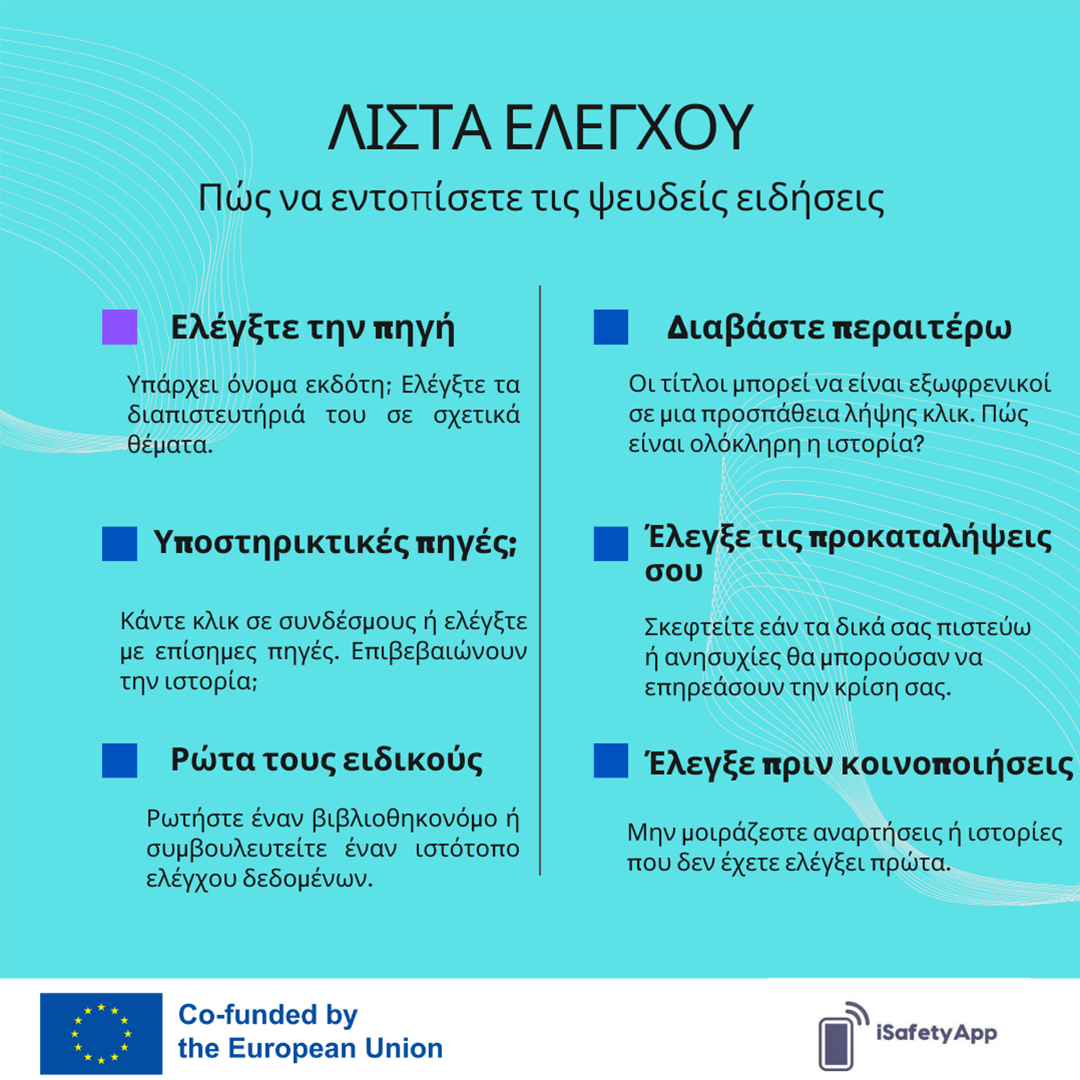 ΛΙΣΤΑ ΕΛΕΓΧΟΥ
Πώς να εντοπίσετε τις ψευδείς ειδήσεις
Ελέγξτε την πηγή
Υπάρχει όνομα εκδότη; Ελέγξτε τα
διαπιστευτήριά του σε σχετικά
θέματα.
Υποστηρικτικές πηγές;
Κάντε κλικ σε συνδέσμους ή ελέγξτε
με επίσημες πηγές. Επιβεβαιώνουν
την ιστορία;
Ρώτα τους ειδικούς
Ρωτήστε έναν βιβλιοθηκονόμο ή
συμβουλευτείτε έναν ιστότοπο
ελέγχου δεδομένων.
Διαβάστε περαιτέρω
Οι τίτλοι μπορεί να είναι εξωφρενικοί
σε μια προσπάθεια λήψης κλικ. Πώς
είναι ολόκληρη η ιστορία?
Έλεγξε τις προκαταλήψεις
σου
Σκεφτείτε εάν τα δικά σας πιστεύω
ή ανησυχίες θα μπορούσαν να
επηρεάσουν την κρίση σας.
Έλεγξε πριν κοινοποιήσεις
Μην μοιράζεστε αναρτήσεις ή ιστορίες
που δεν έχετε ελέγξει πρώτα.
Co-funded by
the European Union
iSafetyApp